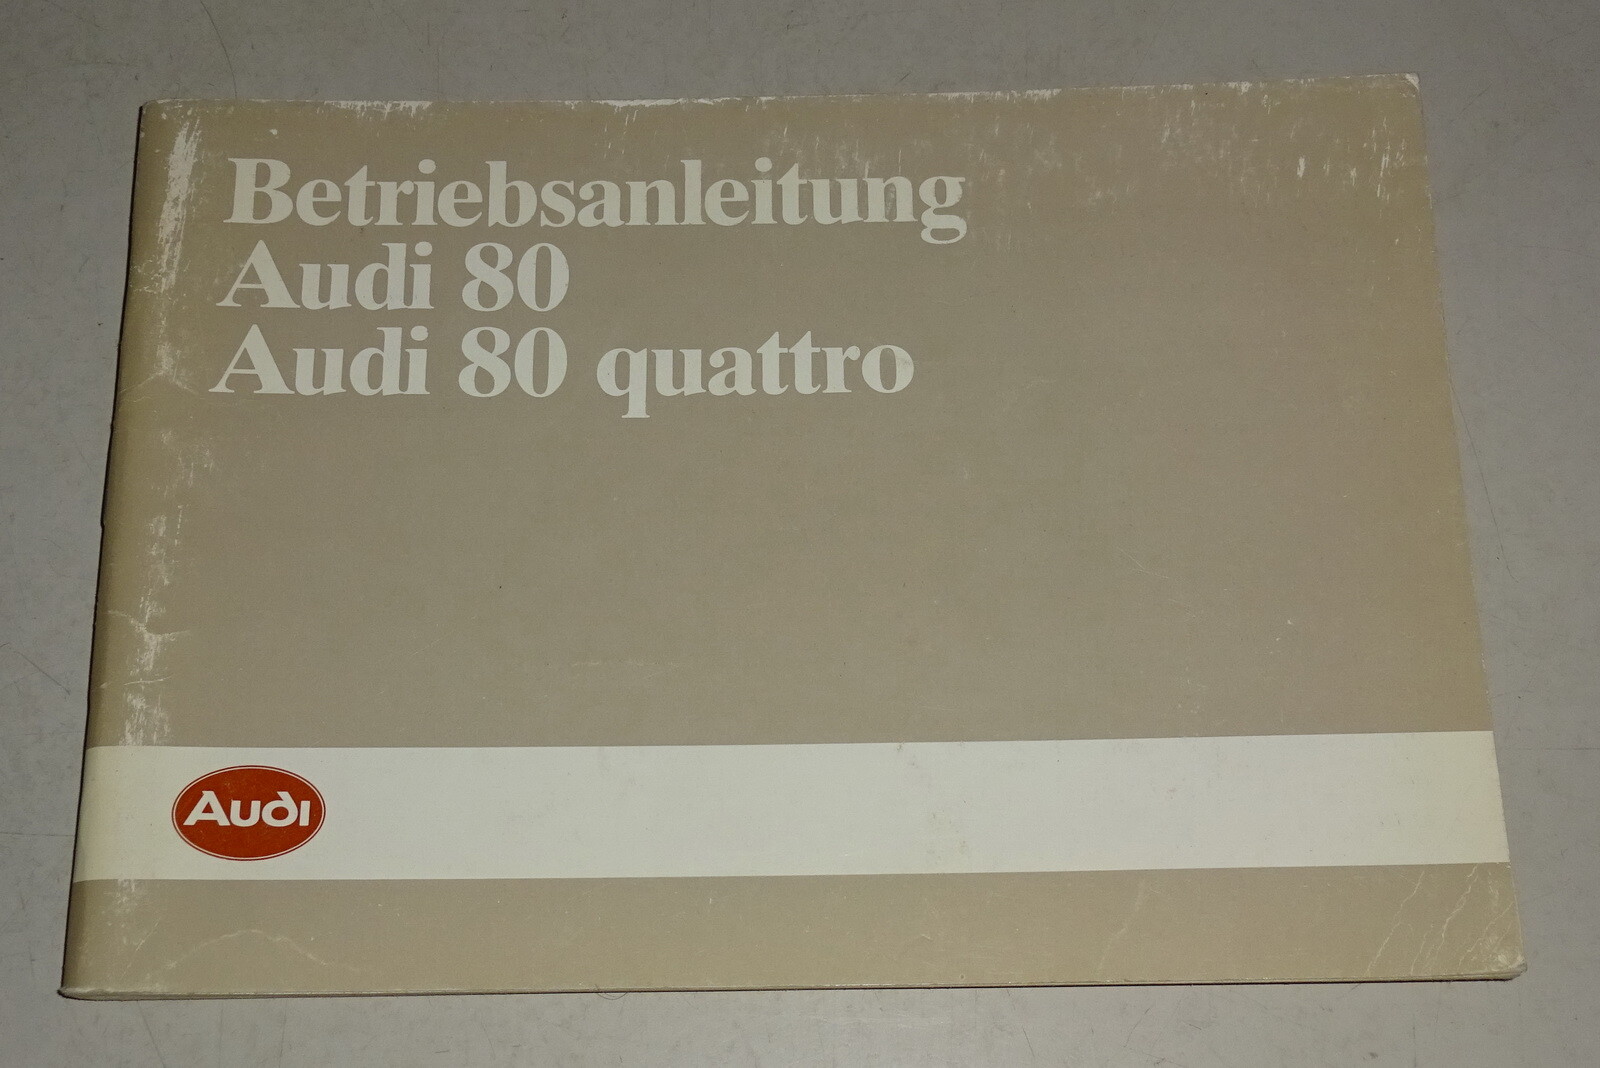 Betriebsanleitung
Audi 80
Audi 80 quattro
Audi